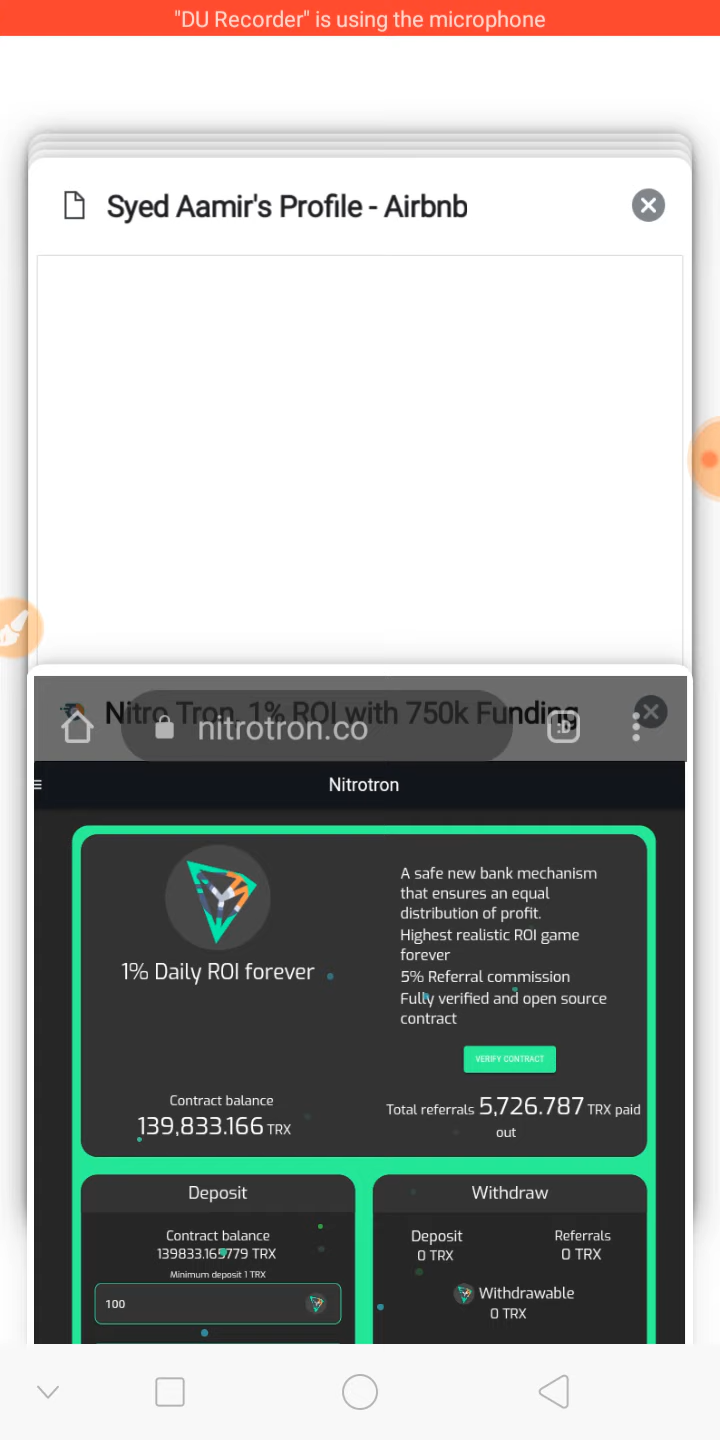 "DU Recorder" is using the microphone
Syed Aamir's Profile - Airbnb
Nitro Tron, 1% ROI with 750k Funding
nitrotron.co
:D
Nitrotron
1% Daily ROI forever
A safe new bank mechanism
that ensures an equal
distribution of profit.
Highest realistic ROI game
forever
5% Referral commission
Fully verified and open source
contract
VERIFY CONTRACT
Contract balance
139,833.166 TRX
Total referrals 5,726.787 TRX paid
out
Deposit
Contract balance
139833.165779 TRX
Minimum deposit 1 TRX
100
Withdraw
Deposit
0 TRX
Referrals
0 TRX
Withdrawable
0 TRX